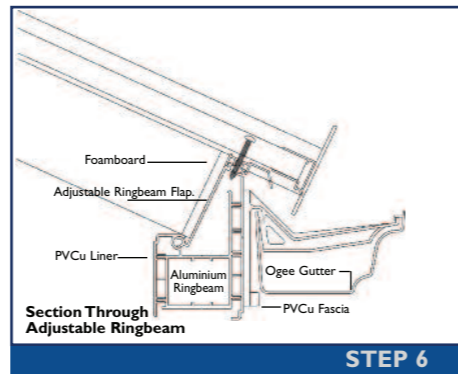 Foamboard
Adjustable Ringbeam Flap.
PVCu Liner
Aluminium
Ringbeam
Ogee Gutter
PVCu Fascia
Section Through
Adjustable Ringbeam
STEP 6